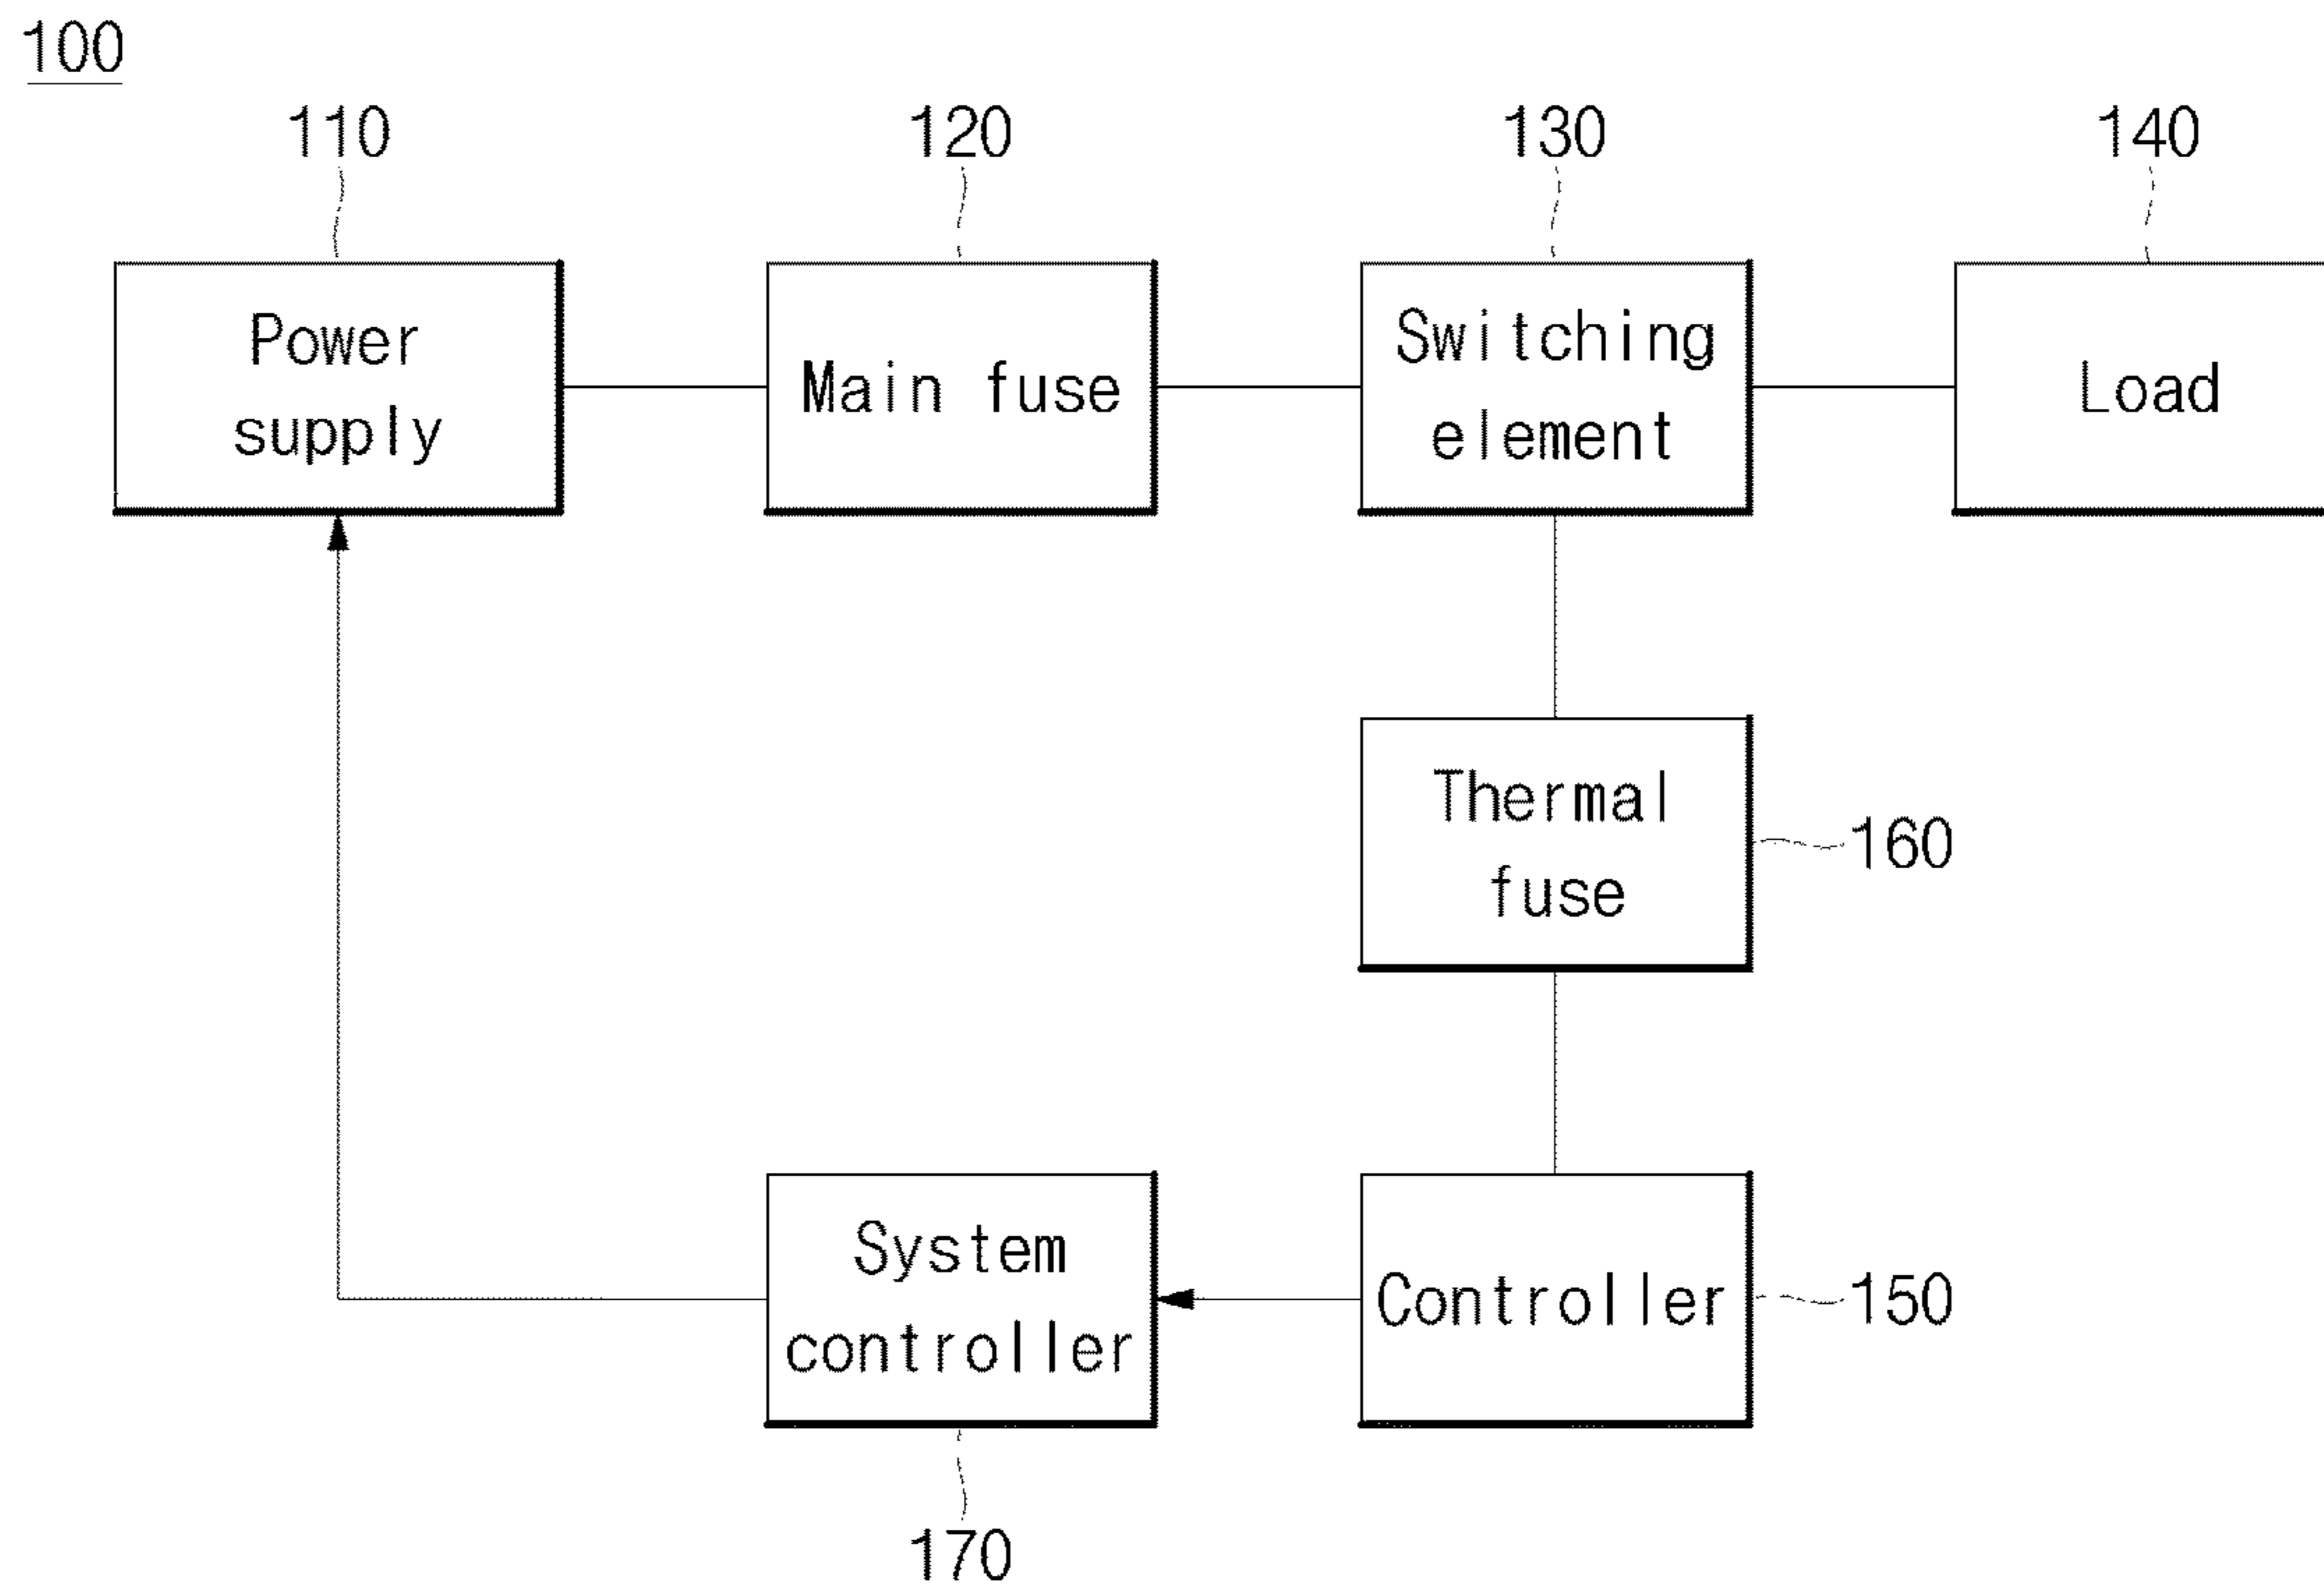 100
110
120
130
140
Power
supply
Main fuse
Switching
element
Load
Thermal
fuse
160
System
controller
Controller
150
170